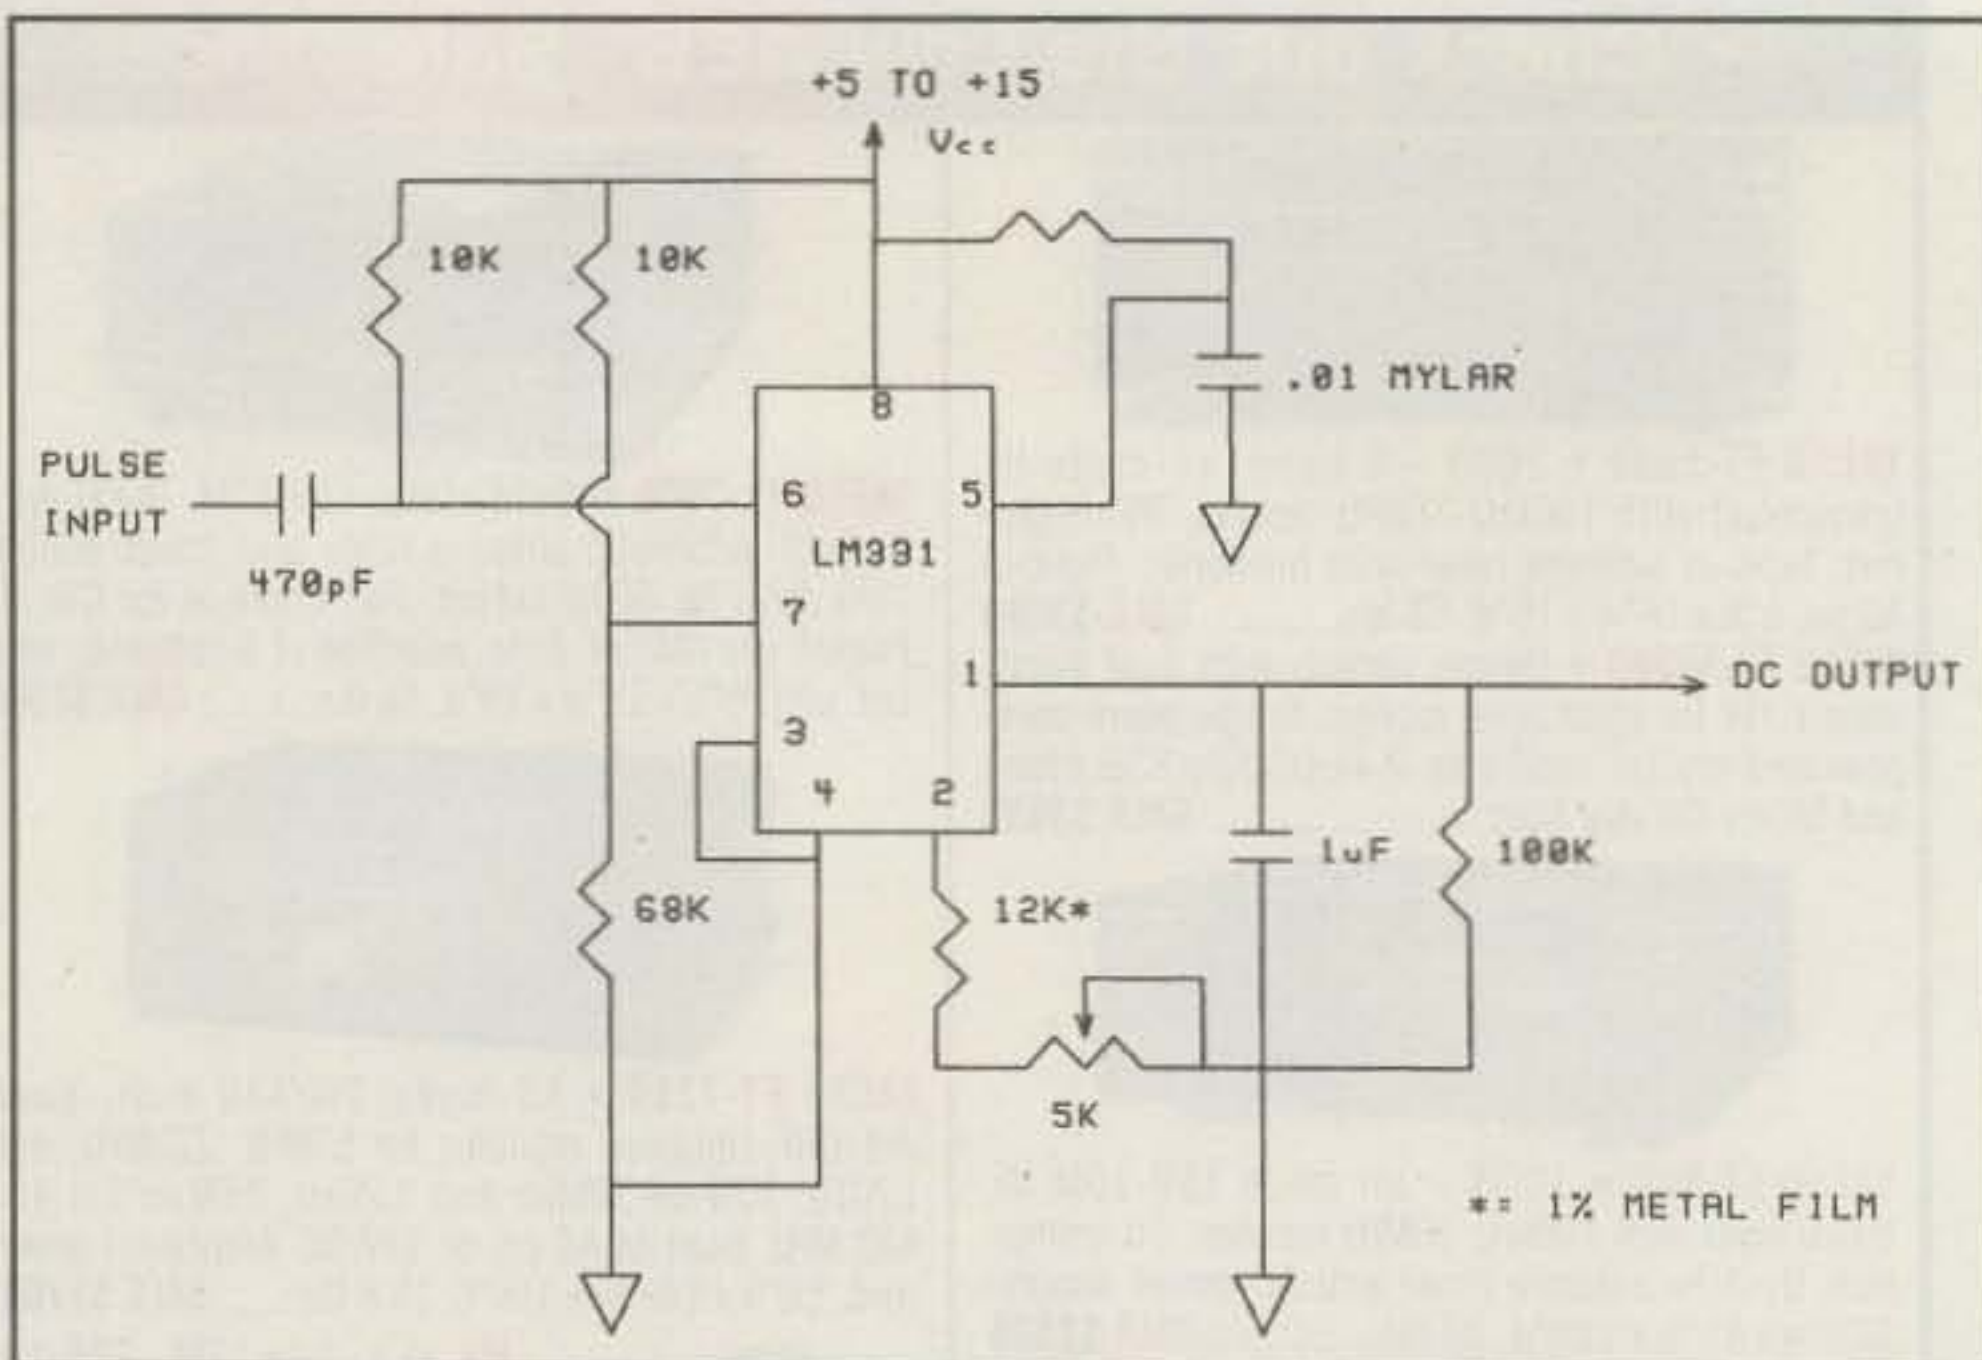 +5 TO +15
Vcc
10K
10K
.01 MYLAR
PULSE
INPUT
470pF
8
6
5
LM331
7
1
DC OUTPUT
3
4
2
68K
12K*
1uF
100K
5K
*= 1% METAL FILM